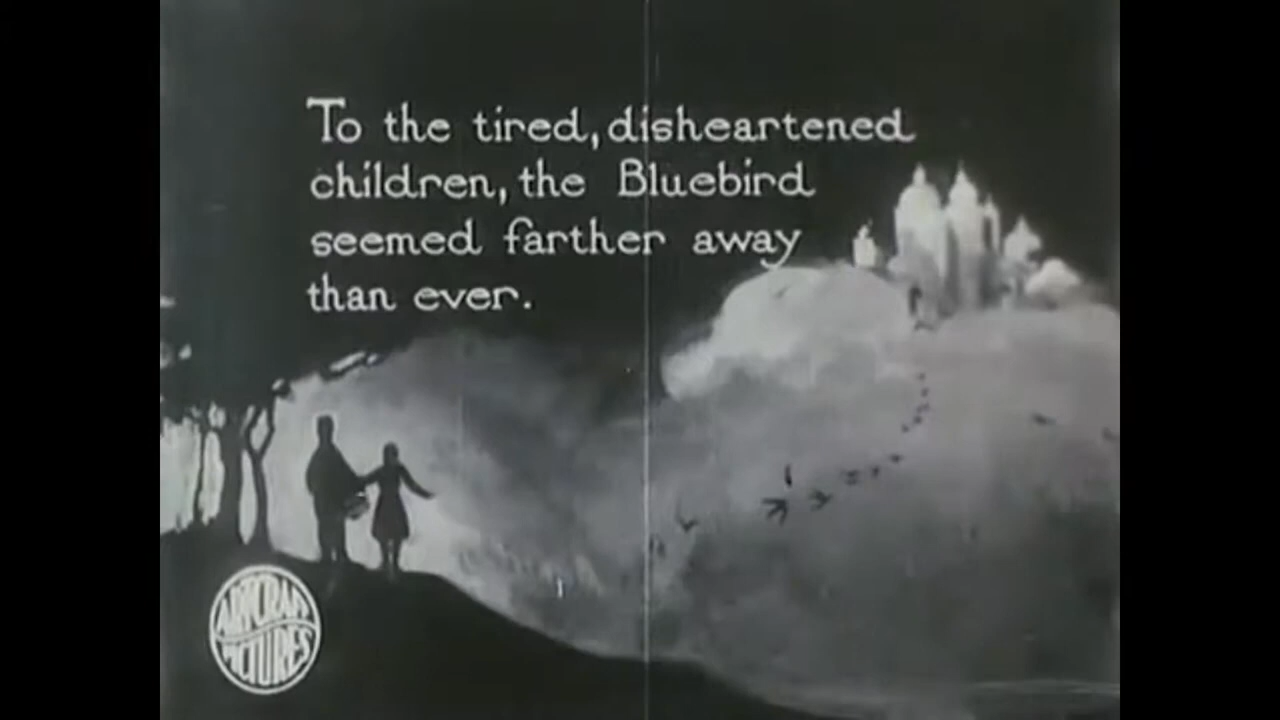 To the tired, disheartened
children, the Bluebird
seemed farther away
than ever.
ARTCRAFT
PICTURES